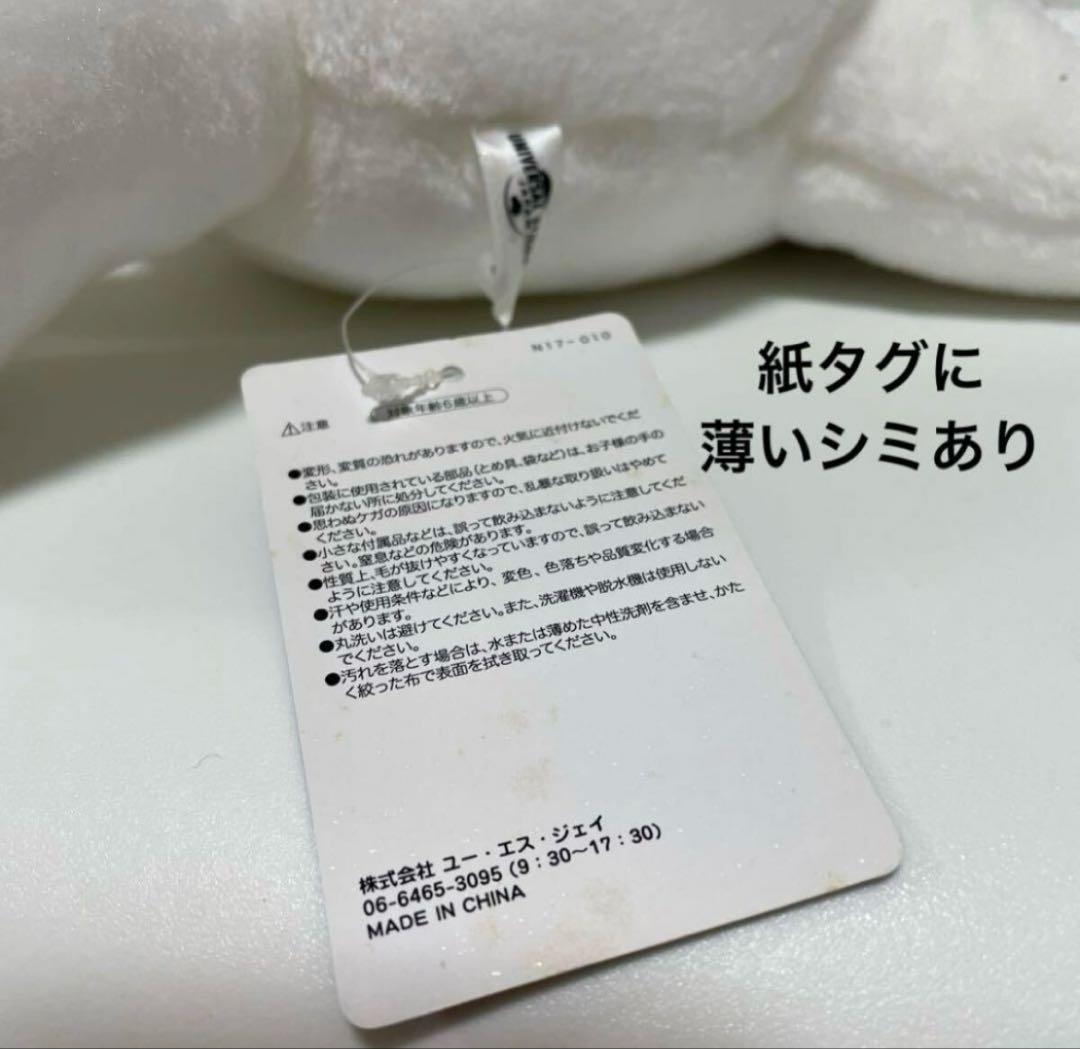 UNIVERSAL
N17-010
⚠注意
対象年齢6歳以上
●変形、変質の恐れがありますので、火気に近付けないでくだ
さい。
●包装に使用されている部品（とめ具、袋など）は、お子様の手の
届かない所に処分してください。
●思わぬケガの原因になりますので、乱暴な取り扱いはやめて
ください。
●小さな付属品などは、誤って飲み込まないように注意してくだ
さい。窒息などの危険があります。
●性質上、毛が抜けやすくなっていますので、誤って飲み込まない
ように注意してください。
●汗や使用条件などにより、変色、色落ちや品質変化する場合
があります。
●丸洗いは避けてください。また、洗濯機や脱水機は使用しない
でください。
●汚れを落とす場合は、水または薄めた中性洗剤を含ませ、かた
く絞った布で表面を拭き取ってください。
株式会社 ユー・エス・ジェイ
06-6465-3095（9：30〜17：30）
MADE IN CHINA
紙タグに
薄いシミあり